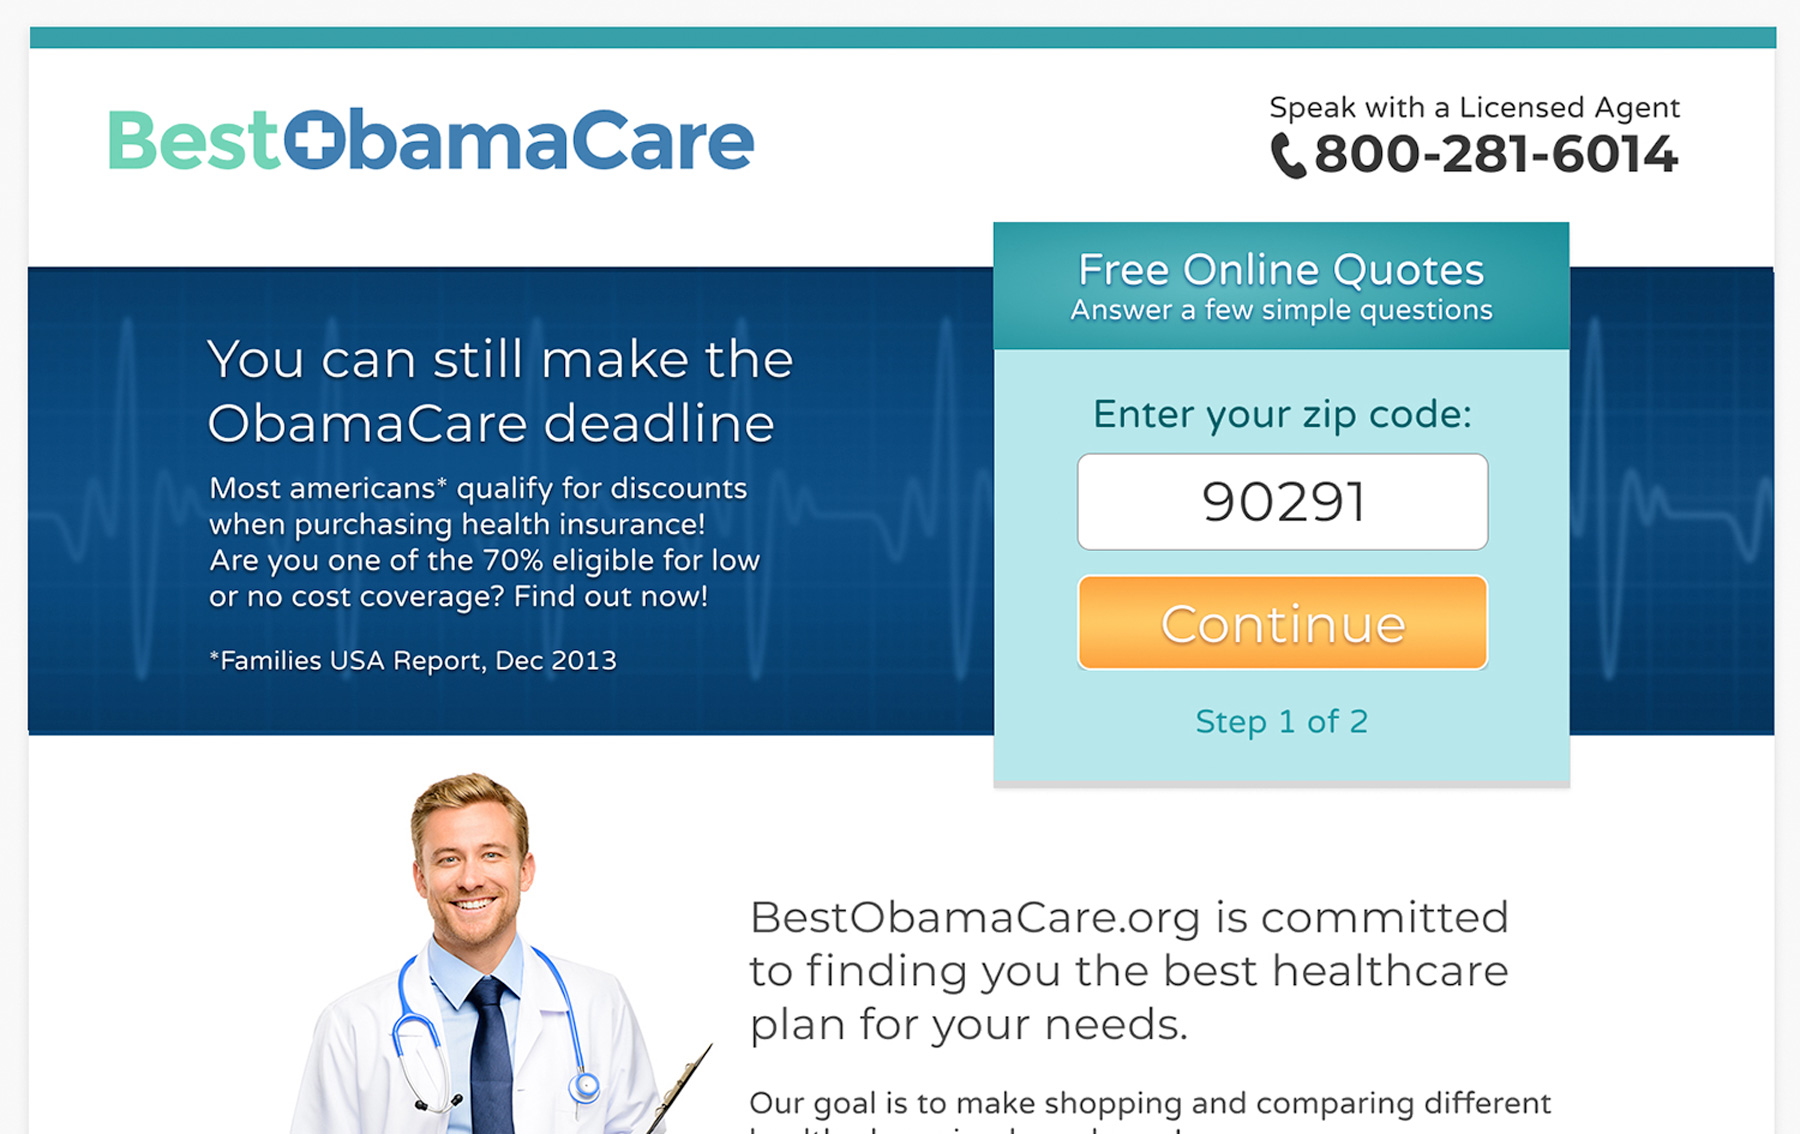 BestObamaCare
Speak with a Licensed Agent
800-281-6014
Free Online Quotes
Answer a few simple questions
Enter your zip code:
90291
Continue
Step 1 of 2
You can still make the
ObamaCare deadline
Most americans* qualify for discounts
when purchasing health insurance!
Are you one of the 70% eligible for low
or no cost coverage? Find out now!
*Families USA Report, Dec 2013
BestObamaCare.org is committed
to finding you the best healthcare
plan for your needs.
Our goal is to make shopping and comparing different